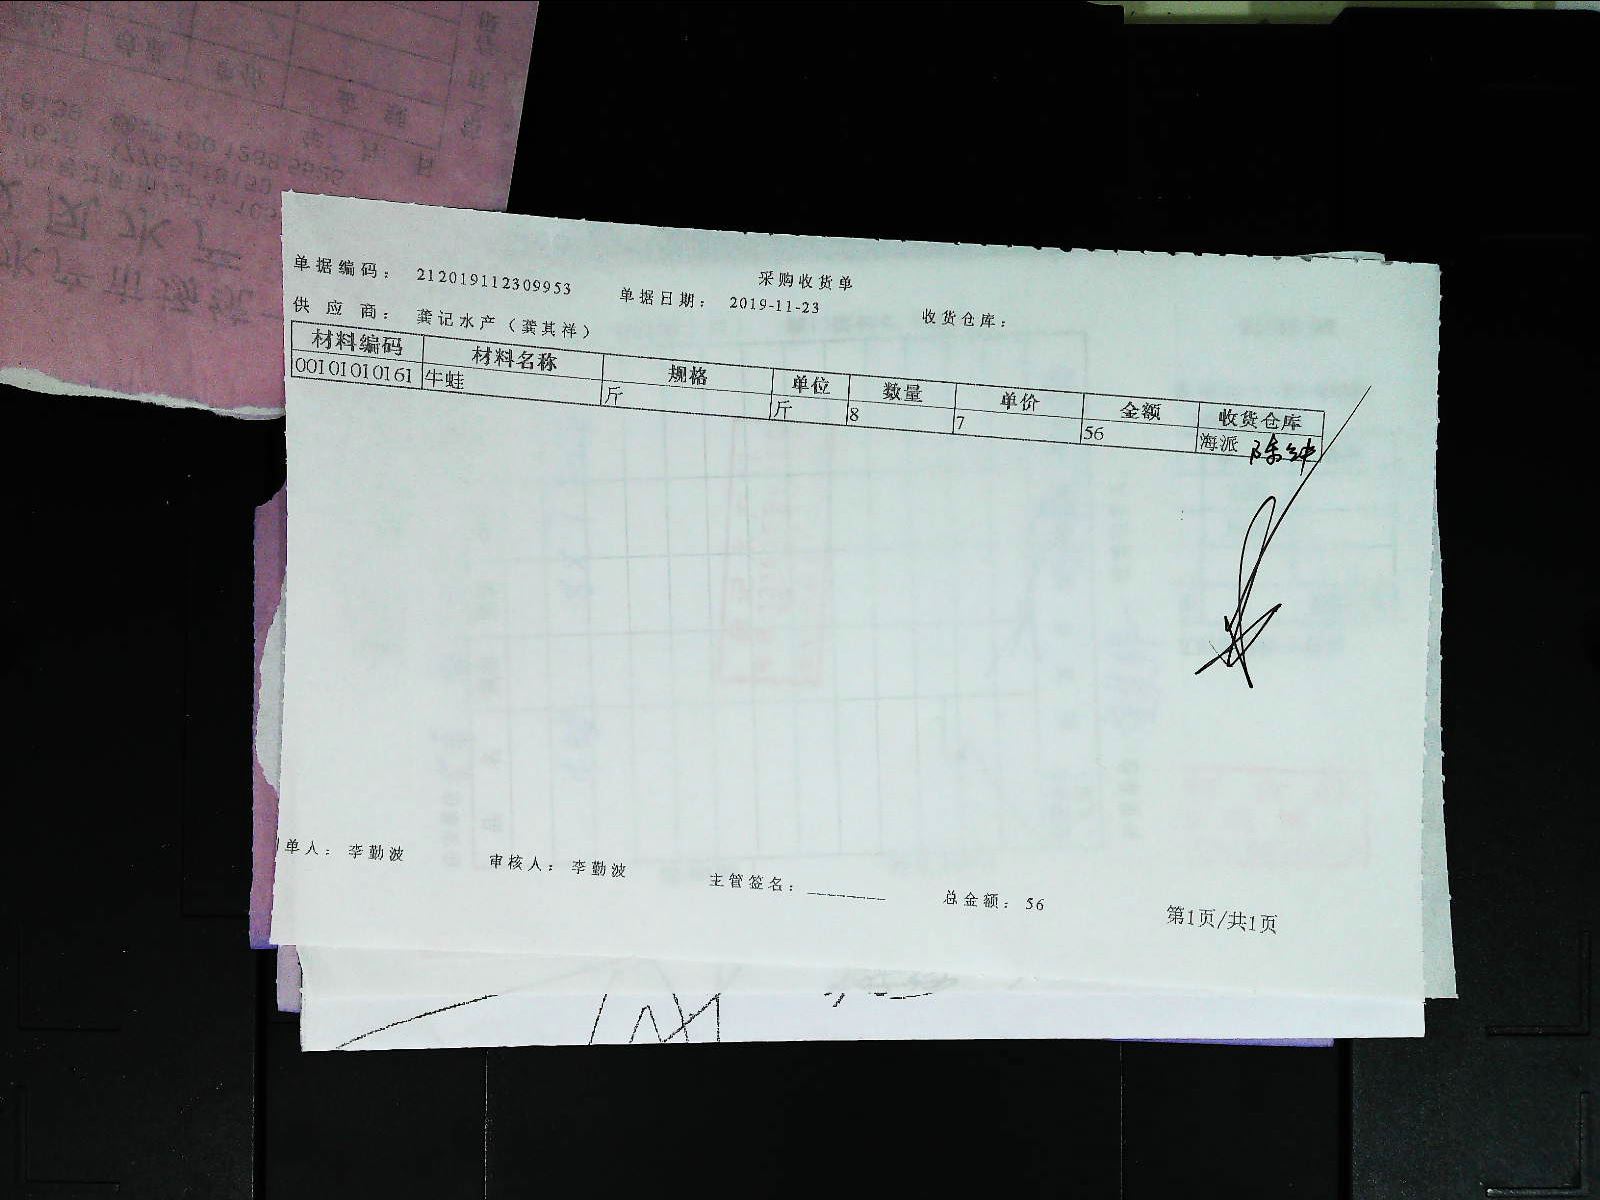 采购收货单
单据编码： 212019112309953 单据日期： 2019-11-23 收货仓库：
供 应 商： 龚记水产（龚其祥）
材料编码 材料名称 规格 单位 数量 单价 金额 收货仓库
00101010161 牛蛙 斤 斤 8 7 56 海派
单人： 李勤波 审核人： 李勤波 主管签名：________ 总金额： 56
第1页/共1页